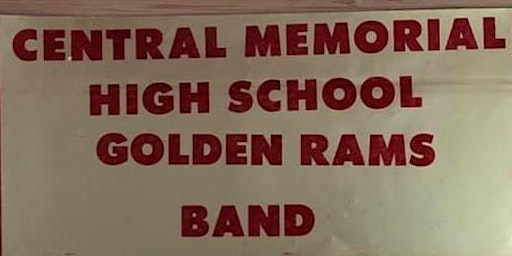 CENTRAL MEMORIAL
HIGH SCHOOL
GOLDEN RAMS
BAND